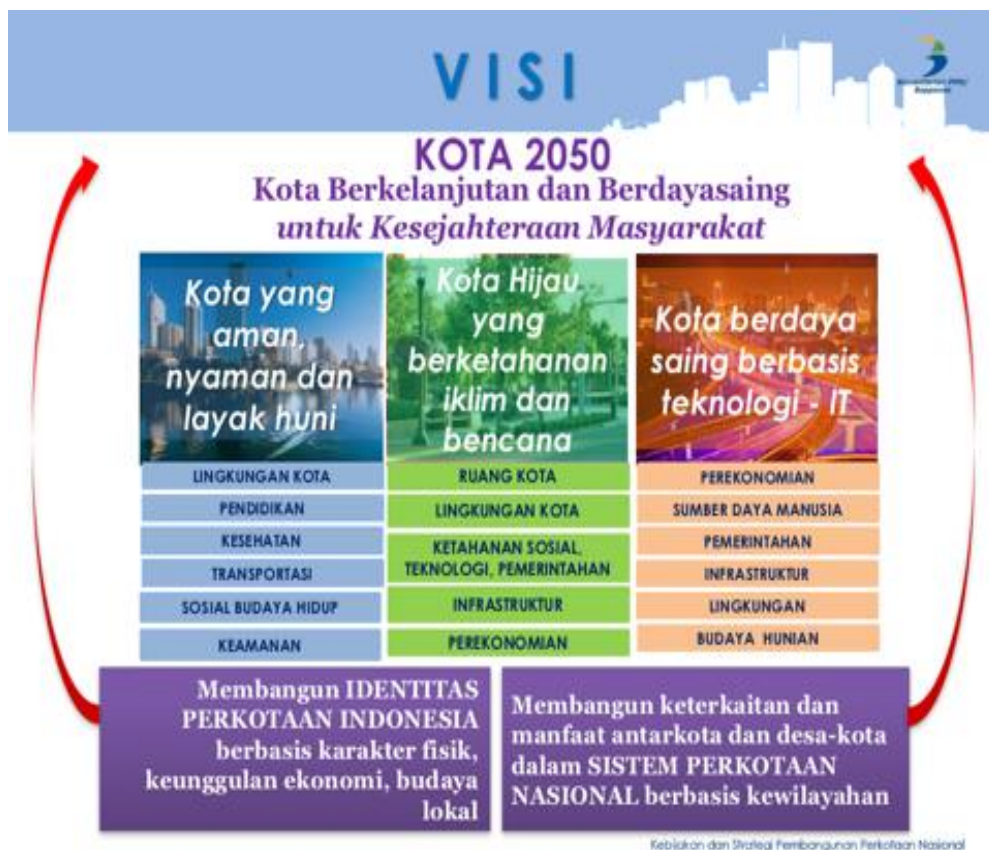 VISI
KOTA 2050
Kota Berkelanjutan dan Berdayasaing
untuk Kesejahteraan Masyarakat
Kota yang
aman,
nyaman dan
layak huni
LINGKUNGAN KOTA
PENDIDIKAN
KESEHATAN
TRANSPORTASI
SOSIAL BUDAYA HIDUP
KEAMANAN
Kota Hijau
yang
berketahanan
iklim dan
bencana
RUANG KOTA
LINGKUNGAN KOTA
KETAHANAN SOSIAL,
TEKNOLOGI, PEMERINTAHAN
INFRASTRUKTUR
PEREKONOMIAN
Kota berdaya
saing berbasis
teknologi - IT
PEREKONOMIAN
SUMBER DAYA MANUSIA
PEMERINTAHAN
INFRASTRUKTUR
LINGKUNGAN
BUDAYA HUNIAN
Membangun IDENTITAS
PERKOTAAN INDONESIA
berbasis karakter fisik,
keunggulan ekonomi, budaya
lokal
Membangun keterkaitan dan
manfaat antarkota dan desa-kota
dalam SISTEM PERKOTAAN
NASIONAL berbasis kewilayahan
Kebijakan dan Strategi Pembangunan Perkotaan Nasional